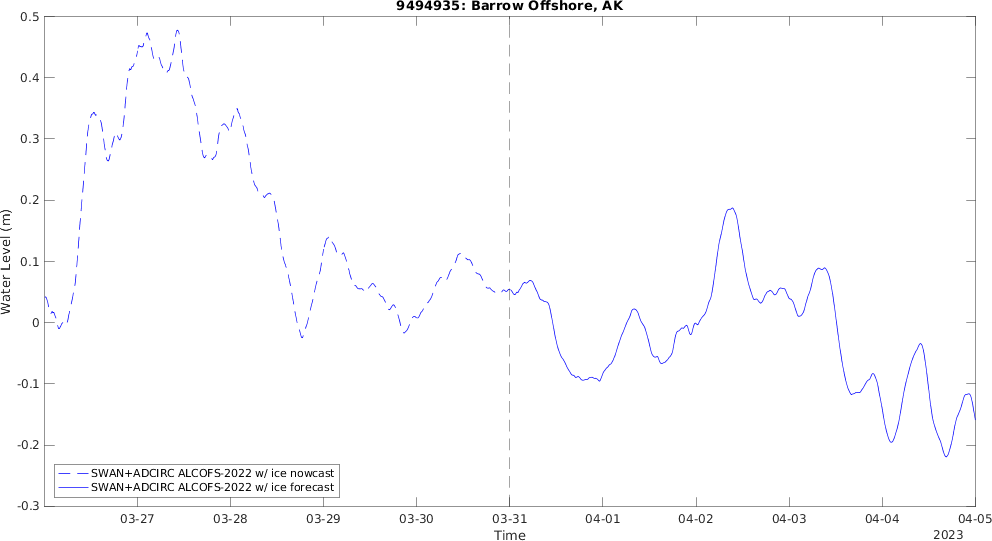 9494935: Barrow Offshore, AK
0.5
0.4
0.3
0.2
0.1
0
-0.1
-0.2
-0.3
Water Level (m)
SWAN+ADCIRC ALCOFS-2022 w/ ice nowcast
SWAN+ADCIRC ALCOFS-2022 w/ ice forecast
03-27 03-28 03-29 03-30 03-31 04-01 04-02 04-03 04-04 04-05
Time
2023